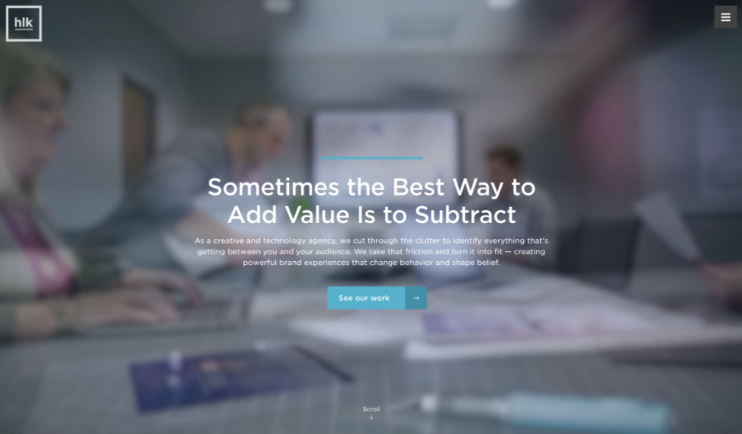 hlk
Sometimes the Best Way to
Add Value Is to Subtract
As a creative and technology agency, we cut through the clutter to identify everything that's
getting between you and your audience. We take that friction and turn it into fit — creating
powerful brand experiences that change behavior and shape belief.
See our work →
Scroll
↓